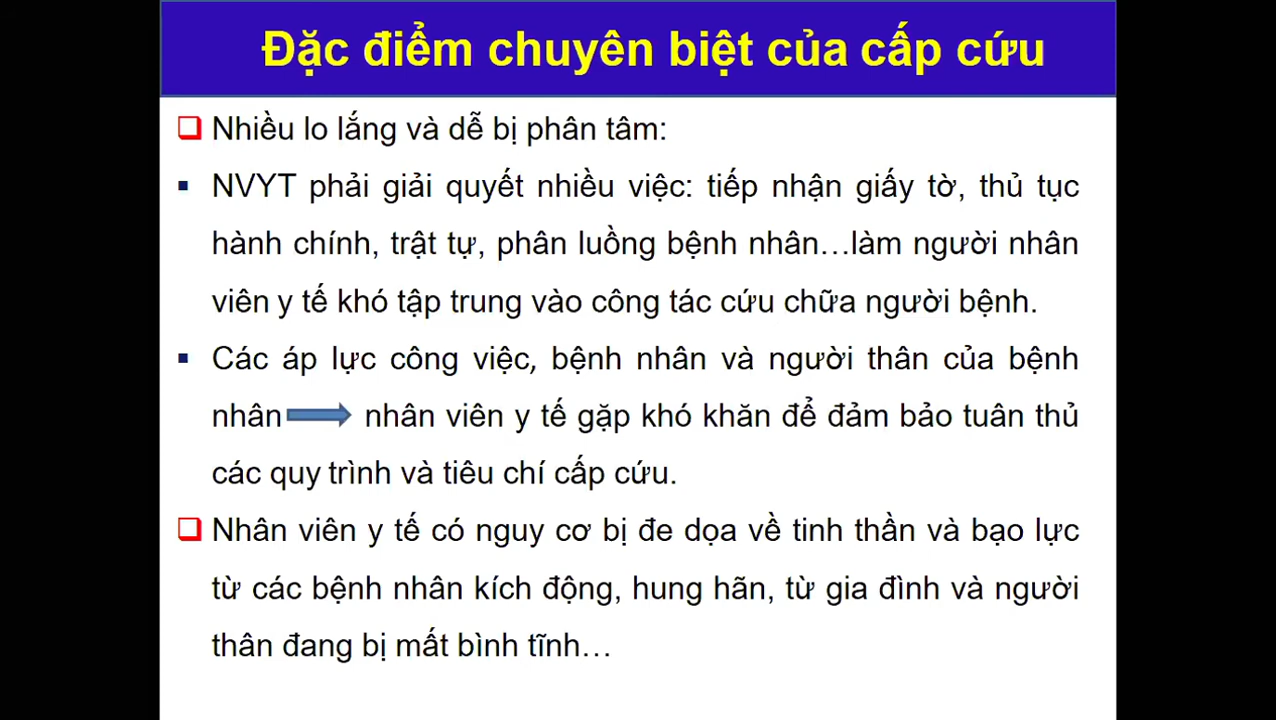 Đặc điểm chuyên biệt của cấp cứu
Nhiều lo lắng và dễ bị phân tâm:
NVYT phải giải quyết nhiều việc: tiếp nhận giấy tờ, thủ tục
hành chính, trật tự, phân luồng bệnh nhân…làm người nhân
viên y tế khó tập trung vào công tác cứu chữa người bệnh.
Các áp lực công việc, bệnh nhân và người thân của bệnh
nhân nhân viên y tế gặp khó khăn để đảm bảo tuân thủ
các quy trình và tiêu chí cấp cứu.
Nhân viên y tế có nguy cơ bị đe dọa về tinh thần và bạo lực
từ các bệnh nhân kích động, hung hãn, từ gia đình và người
thân đang bị mất bình tĩnh…